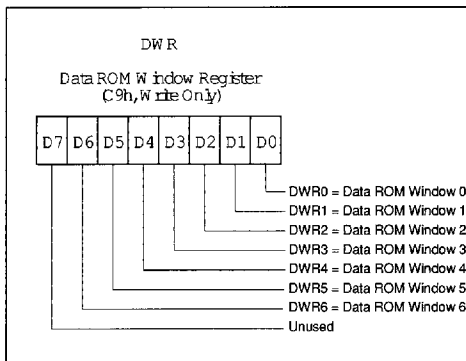 DWR
Data ROM Window Register
(C9h, Write Only)
D7 D6 D5 D4 D3 D2 D1 D0
DWR0 = Data ROM Window 0
DWR1 = Data ROM Window 1
DWR2 = Data ROM Window 2
DWR3 = Data ROM Window 3
DWR4 = Data ROM Window 4
DWR5 = Data ROM Window 5
DWR6 = Data ROM Window 6
Unused